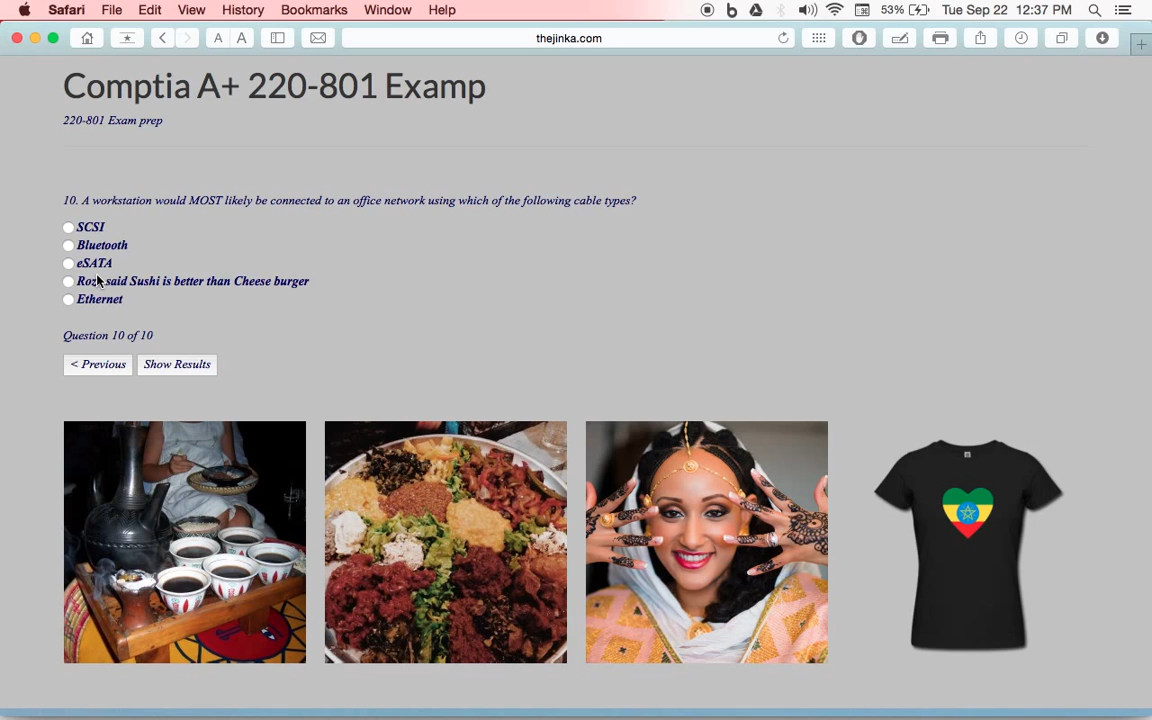 Safari File Edit View History Bookmarks Window Help 53% Tue Sep 22 12:37 PM
A A thejinka.com
Comptia A+ 220-801 Examp
220-801 Exam prep
10. A workstation would MOST likely be connected to an office network using which of the following cable types?
SCSI
Bluetooth
eSATA
said Sushi is better than Cheese burger
Ethernet
Question 10 of 10
< Previous Show Results